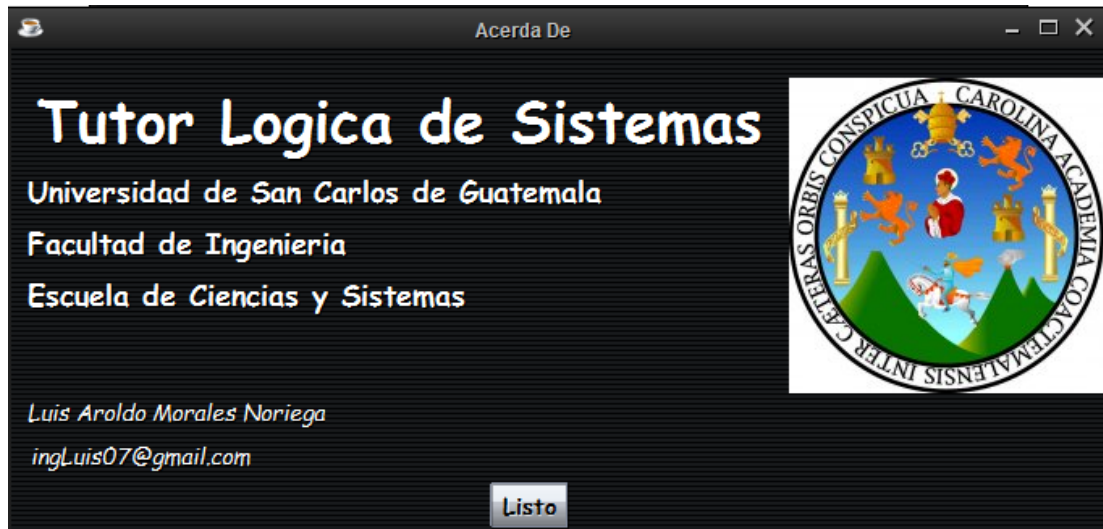 Acerda De
Tutor Logica de Sistemas
Universidad de San Carlos de Guatemala
Facultad de Ingenieria
Escuela de Ciencias y Sistemas
Luis Aroldo Morales Noriega
ingLuis07@gmail.com
Listo
CAROLINA ACADEMIA COACTEMALENSIS INTER CÆTERAS ORBIS CONSPICUA